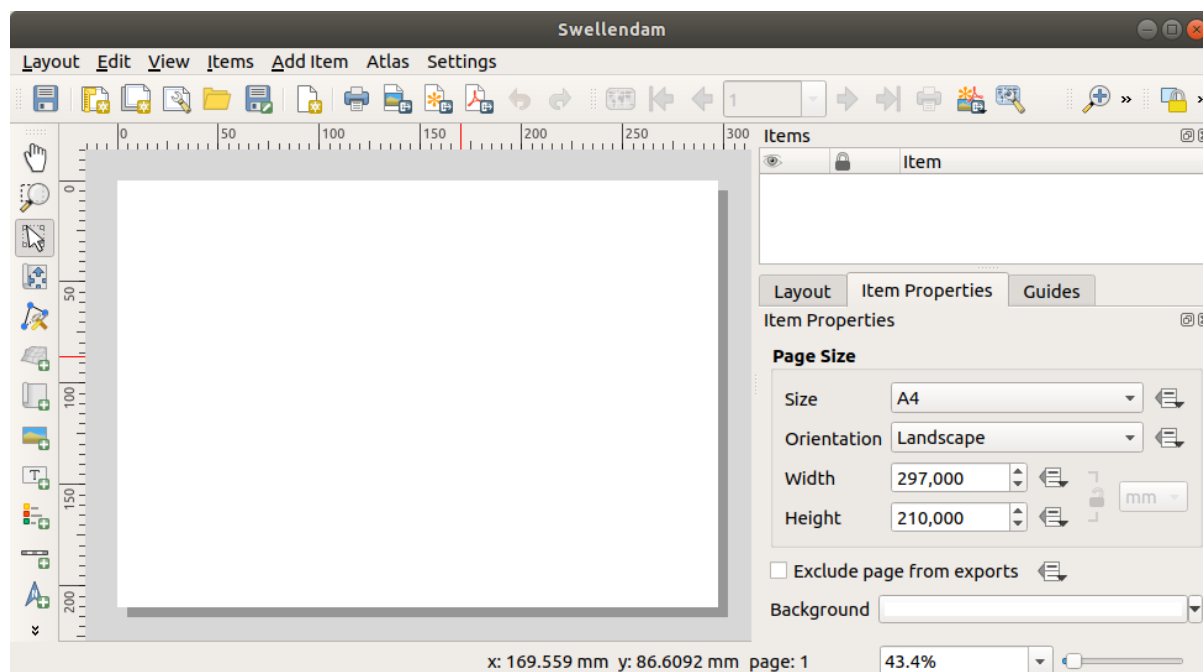 Swellendam
Layout Edit View Items Add Item Atlas Settings
1
»
»
0 50 100 150 200 250 300
0
50
100
150
200
Items
Item
Layout Item Properties Guides
Item Properties
Page Size
Size A4
Orientation Landscape
Width 297,000
mm
Height 210,000
Exclude page from exports
Background
x: 169.559 mm y: 86.6092 mm page: 1 43.4%